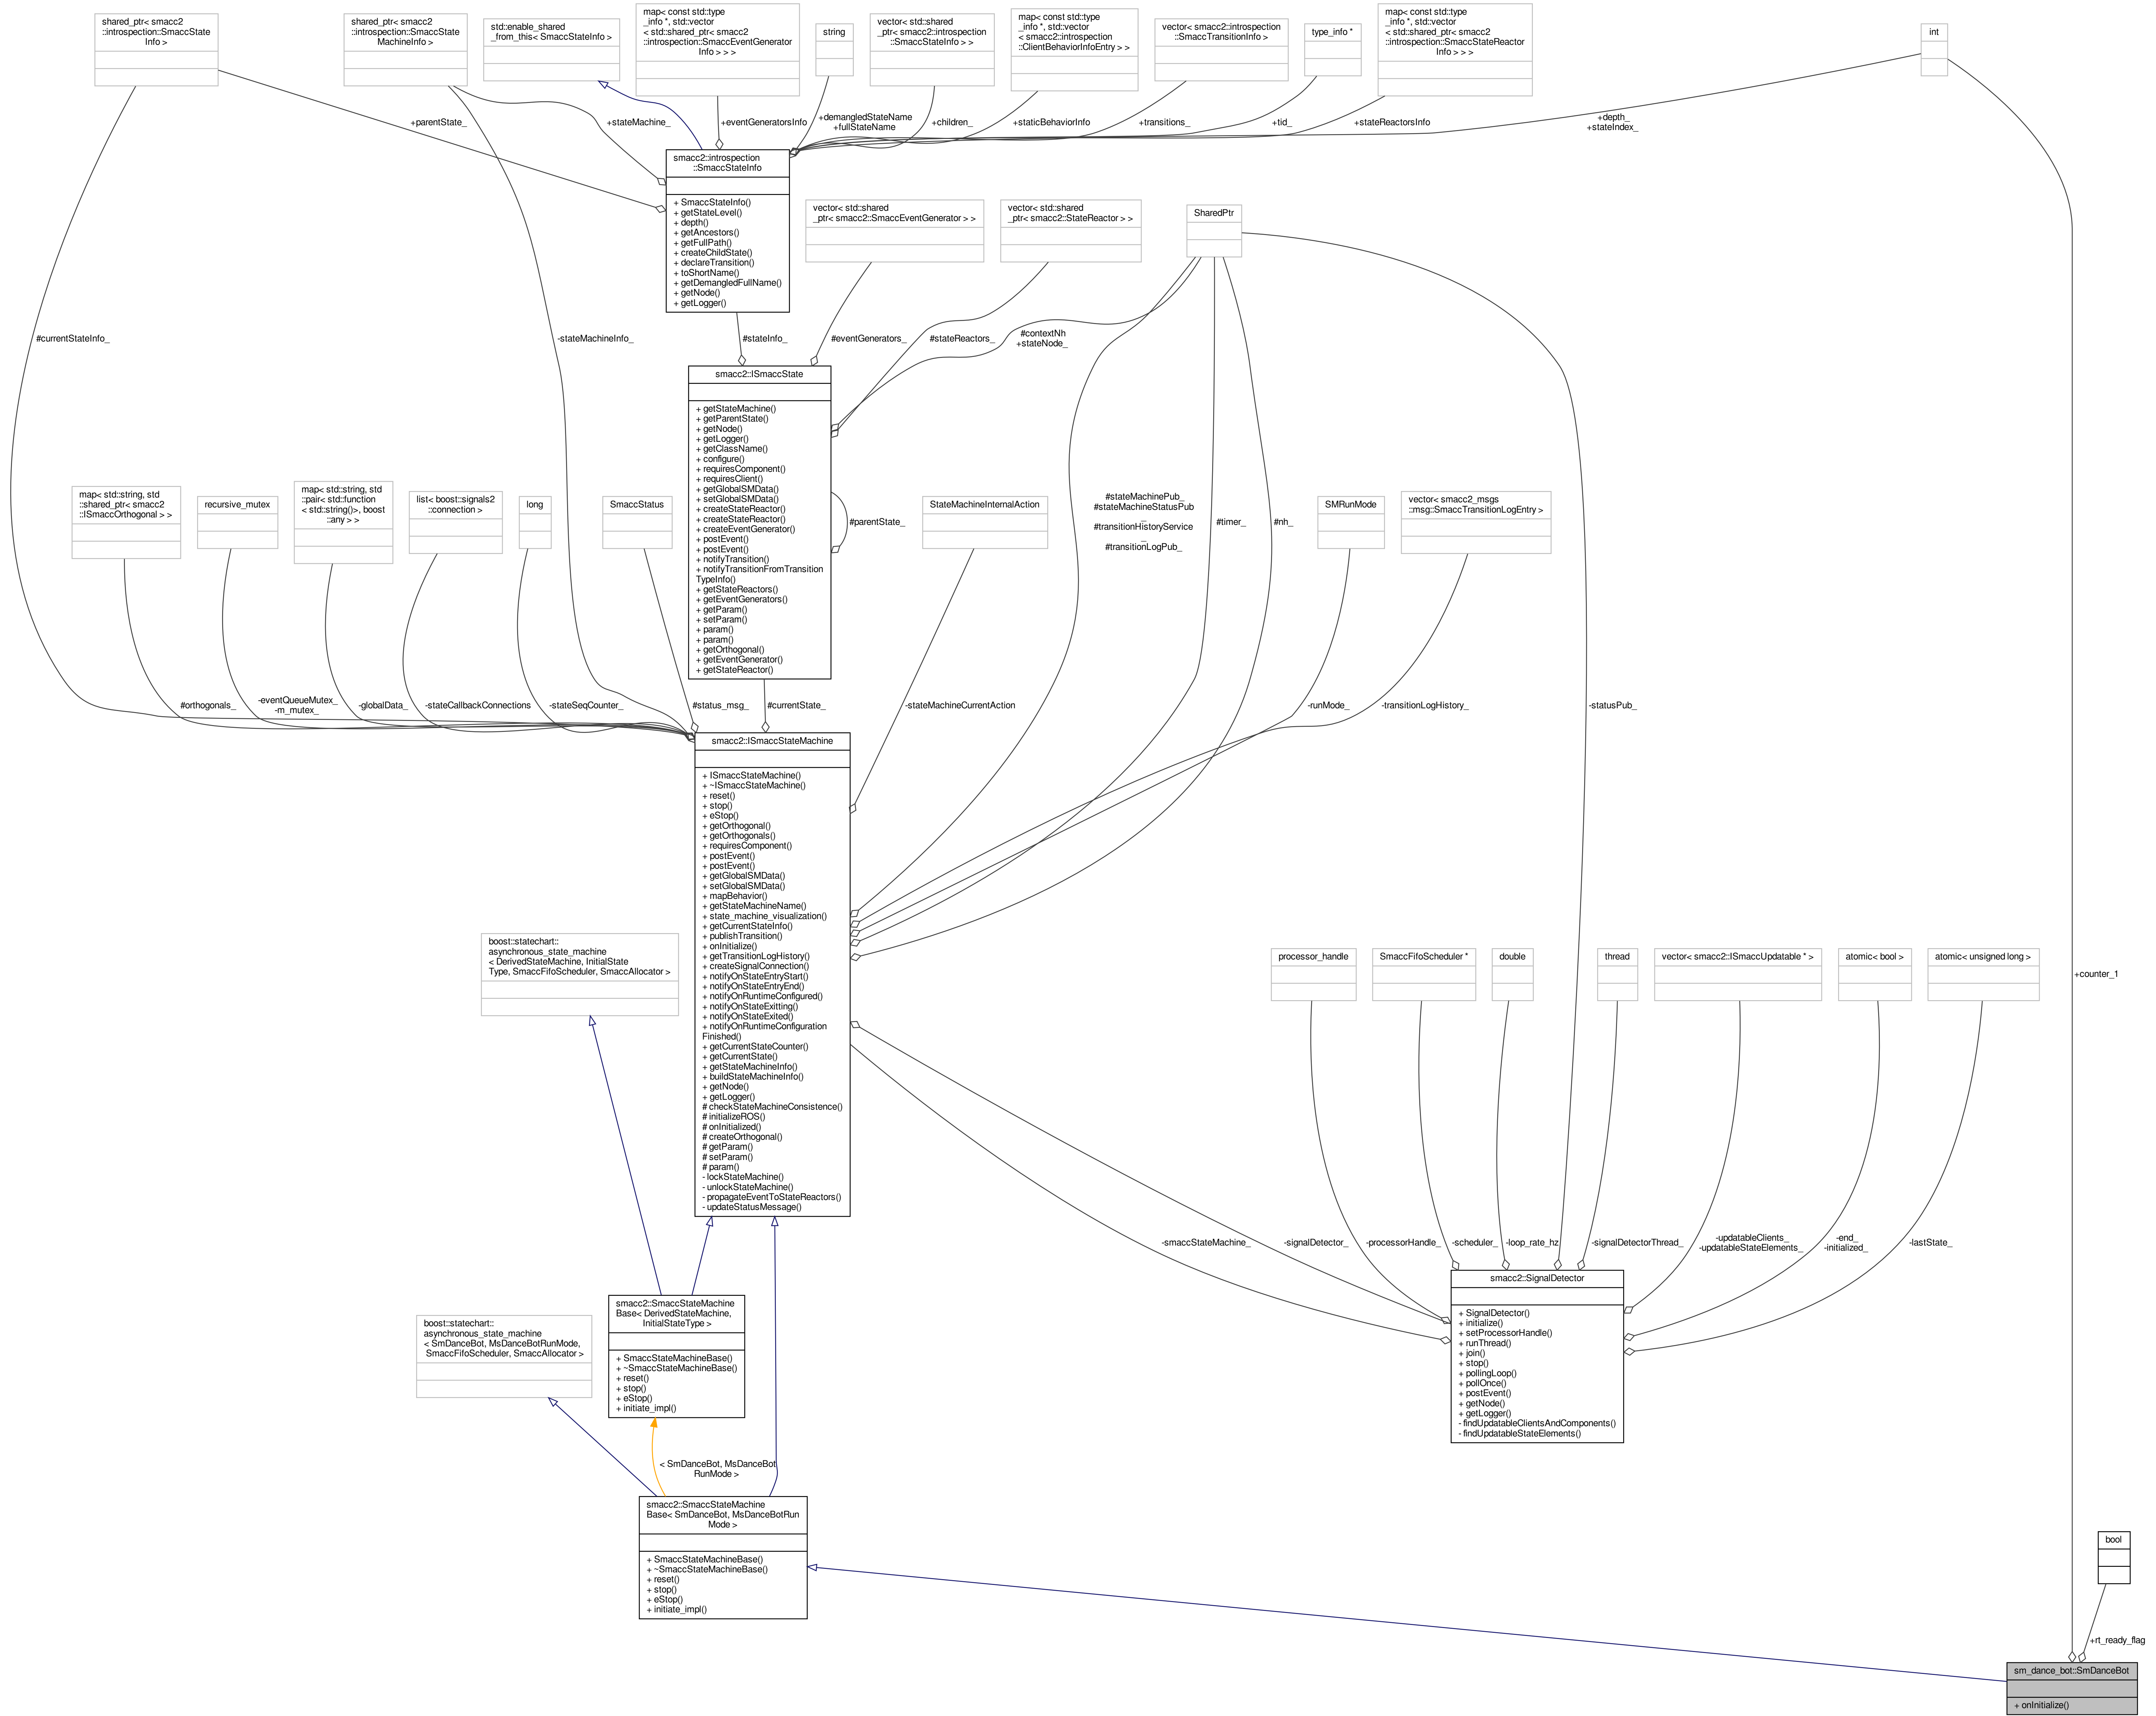 shared_ptr< smacc2
::introspection::SmaccState
Info >
shared_ptr< smacc2
::introspection::SmaccState
MachineInfo >
std::enable_shared
_from_this< SmaccStateInfo >
map< const std::type
_info *, std::vector
< std::shared_ptr< smacc2
::introspection::SmaccEventGenerator
Info > > >
string
vector< std::shared
_ptr< smacc2::introspection
::SmaccStateInfo > >
map< const std::type
_info *, std::vector
< smacc2::introspection
::ClientBehaviorInfoEntry > >
vector< smacc2::introspection
::SmaccTransitionInfo >
type_info *
map< const std::type
_info *, std::vector
< std::shared_ptr< smacc2
::introspection::SmaccStateReactor
Info > > >
int
+parentState_
+stateMachine_
+eventGeneratorsInfo
+demangledStateName
+fullStateName
+children_
+staticBehaviorInfo
+transitions_
+tid_
+stateReactorsInfo
+depth_
+stateIndex_
smacc2::introspection
::SmaccStateInfo
+ SmaccStateInfo()
+ getStateLevel()
+ depth()
+ getAncestors()
+ getFullPath()
+ createChildState()
+ declareTransition()
+ toShortName()
+ getDemangledFullName()
+ getNode()
+ getLogger()
vector< std::shared
_ptr< smacc2::SmaccEventGenerator > >
vector< std::shared
_ptr< smacc2::StateReactor > >
SharedPtr
#currentStateInfo_
-stateMachineInfo_
#stateInfo_
#eventGenerators_
#stateReactors_
#contextNh
+stateNode_
smacc2::ISmaccState
+ getStateMachine()
+ getParentState()
+ getNode()
+ getLogger()
+ getClassName()
+ configure()
+ requiresComponent()
+ requiresClient()
+ getGlobalSMData()
+ setGlobalSMData()
+ createStateReactor()
+ createStateReactor()
+ createEventGenerator()
+ postEvent()
+ postEvent()
+ notifyTransition()
+ notifyTransitionFromTransition
TypeInfo()
+ getStateReactors()
+ getEventGenerators()
+ getParam()
+ setParam()
+ param()
+ param()
+ getOrthogonal()
+ getEventGenerator()
+ getStateReactor()
#parentState_
map< std::string, std
::shared_ptr< smacc2
::ISmaccOrthogonal > >
recursive_mutex
map< std::string, std
::pair< std::function
< std::string()>, boost
::any > >
list< boost::signals2
::connection >
long
SmaccStatus
StateMachineInternalAction
#stateMachinePub_
#stateMachineStatusPub
_
#transitionHistoryService
_
#transitionLogPub_
#timer_
#nh_
SMRunMode
vector< smacc2_msgs
::msg::SmaccTransitionLogEntry >
#orthogonals_
-eventQueueMutex_
-m_mutex_
-globalData_
-stateCallbackConnections
-stateSeqCounter_
#status_msg_
#currentState_
-stateMachineCurrentAction
-runMode_
-transitionLogHistory_
-statusPub_
smacc2::ISmaccStateMachine
+ ISmaccStateMachine()
+ ~ISmaccStateMachine()
+ reset()
+ stop()
+ eStop()
+ getOrthogonal()
+ getOrthogonals()
+ requiresComponent()
+ postEvent()
+ postEvent()
+ getGlobalSMData()
+ setGlobalSMData()
+ mapBehavior()
+ getStateMachineName()
+ state_machine_visualization()
+ getCurrentStateInfo()
+ publishTransition()
+ onInitialize()
+ getTransitionLogHistory()
+ createSignalConnection()
+ notifyOnStateEntryStart()
+ notifyOnStateEntryEnd()
+ notifyOnRuntimeConfigured()
+ notifyOnStateExitting()
+ notifyOnStateExited()
+ notifyOnRuntimeConfiguration
Finished()
+ getCurrentStateCounter()
+ getCurrentState()
+ getStateMachineInfo()
+ buildStateMachineInfo()
+ getNode()
+ getLogger()
# checkStateMachineConsistence()
# initializeROS()
# onInitialized()
# createOrthogonal()
# getParam()
# setParam()
# param()
- lockStateMachine()
- unlockStateMachine()
- propagateEventToStateReactors()
- updateStatusMessage()
boost::statechart::
asynchronous_state_machine
< DerivedStateMachine, InitialState
Type, SmaccFifoScheduler, SmaccAllocator >
processor_handle
SmaccFifoScheduler *
double
thread
vector< smacc2::ISmaccUpdatable * >
atomic< bool >
atomic< unsigned long >
+counter_1
-smaccStateMachine_
-signalDetector_
-processorHandle_
-scheduler_
-loop_rate_hz
-signalDetectorThread_
-updatableClients_
-updatableStateElements_
-end_
-initialized_
-lastState_
smacc2::SignalDetector
+ SignalDetector()
+ initialize()
+ setProcessorHandle()
+ runThread()
+ join()
+ stop()
+ pollingLoop()
+ pollOnce()
+ postEvent()
+ getNode()
+ getLogger()
- findUpdatableClientsAndComponents()
- findUpdatableStateElements()
smacc2::SmaccStateMachine
Base< DerivedStateMachine,
InitialStateType >
+ SmaccStateMachineBase()
+ ~SmaccStateMachineBase()
+ reset()
+ stop()
+ eStop()
+ initiate_impl()
boost::statechart::
asynchronous_state_machine
< SmDanceBot, MsDanceBotRunMode,
SmaccFifoScheduler, SmaccAllocator >
< SmDanceBot, MsDanceBot
RunMode >
smacc2::SmaccStateMachine
Base< SmDanceBot, MsDanceBotRun
Mode >
+ SmaccStateMachineBase()
+ ~SmaccStateMachineBase()
+ reset()
+ stop()
+ eStop()
+ initiate_impl()
bool
+rt_ready_flag
sm_dance_bot::SmDanceBot
+ onInitialize()